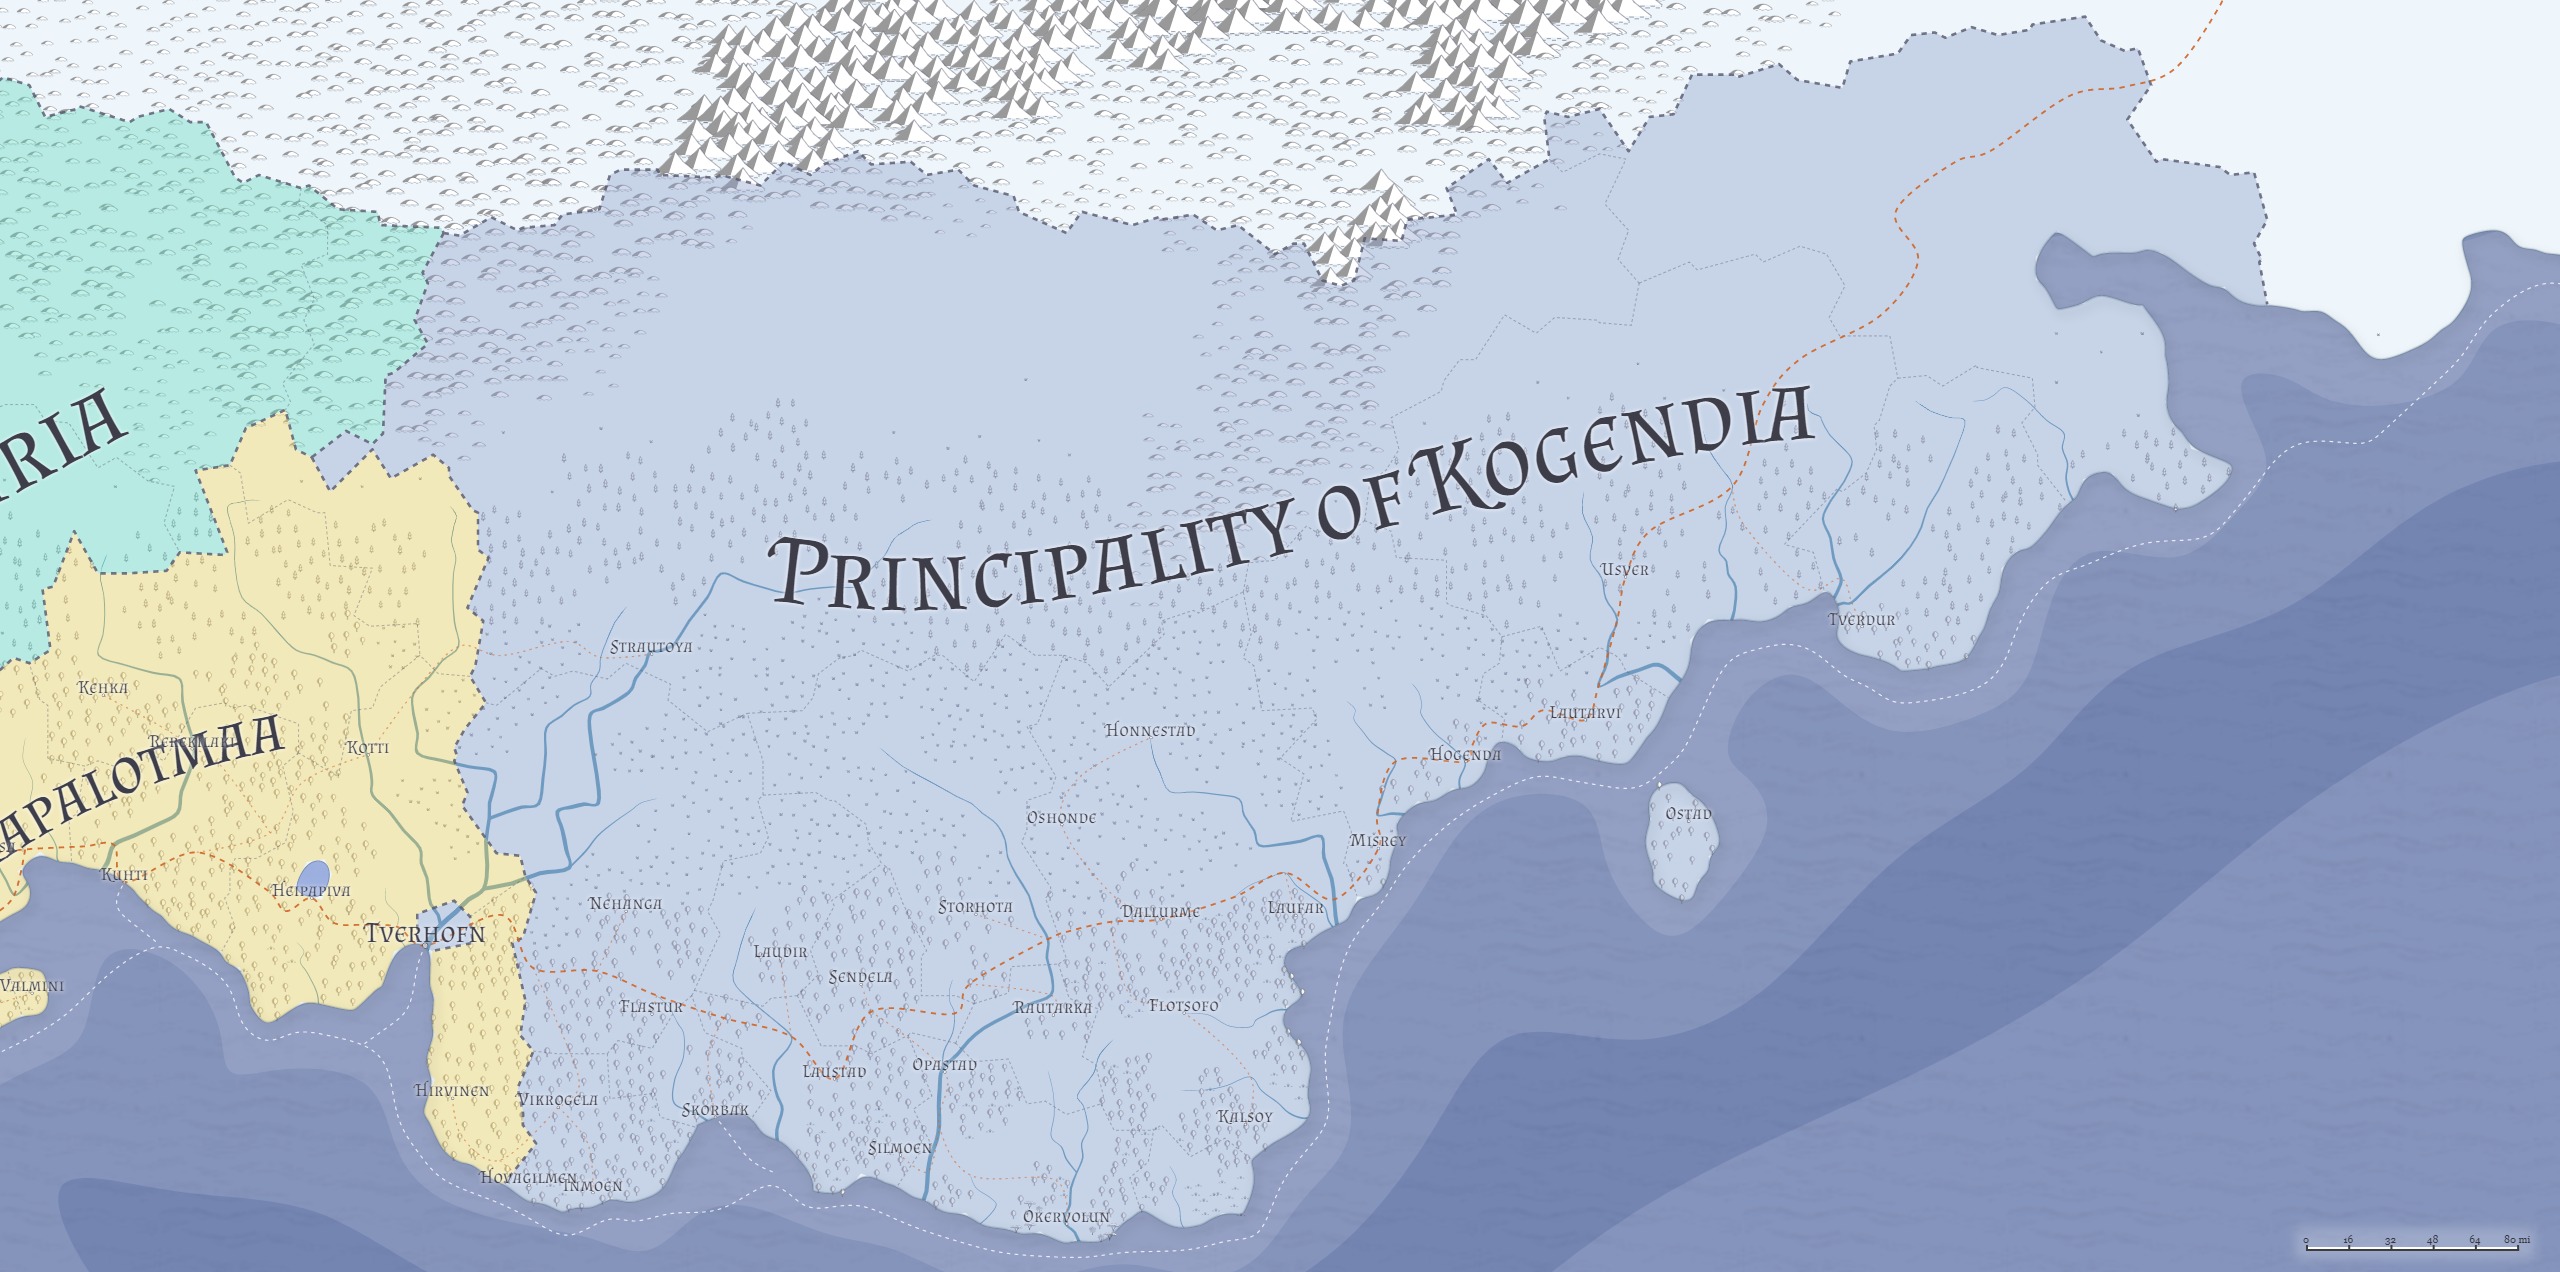 RIA
Principality of Kogendia
Usver
Tverdur
Strautoya
Kehka
Rerekilaki
Kotti
apalotmaa
Lautarvi
Honnestad
Hogenda
Ostad
Oshonde
Misrey
Kuhti
Heipapiva
Nehanga
Storhota
Dallurme
Laufar
Tverhofn
Laudir
Sendela
Valmini
Flastur
Rautarka
Flotsofo
Opastad
Laustad
Hirvinen
Vikrogela
Skorbak
Kalsoy
Silmoen
Hovagilmen
Inmoen
Okervolun
0 16 32 48 64 80 mi